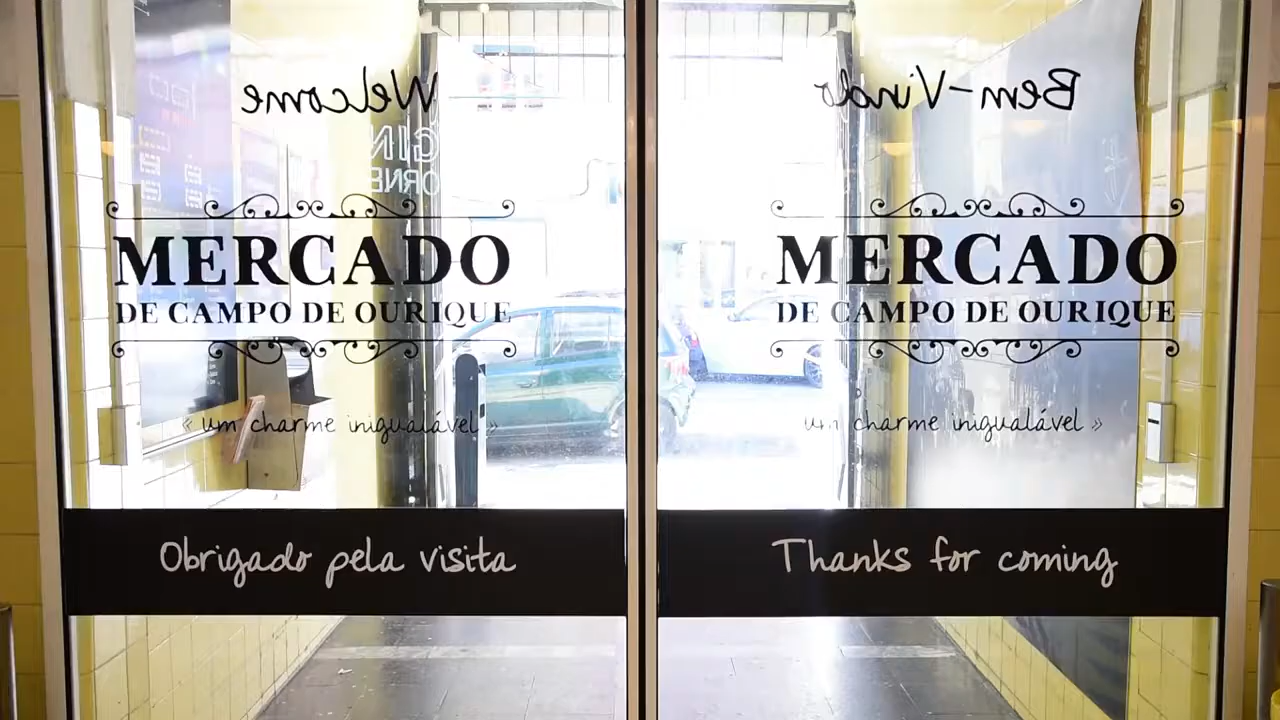 Welcome
GIN
MERCADO
DE CAMPO DE OURIQUE
« um charme inigualável »
Obrigado pela visita
Bem-Vindo
MERCADO
DE CAMPO DE OURIQUE
um charme inigualável »
Thanks for coming